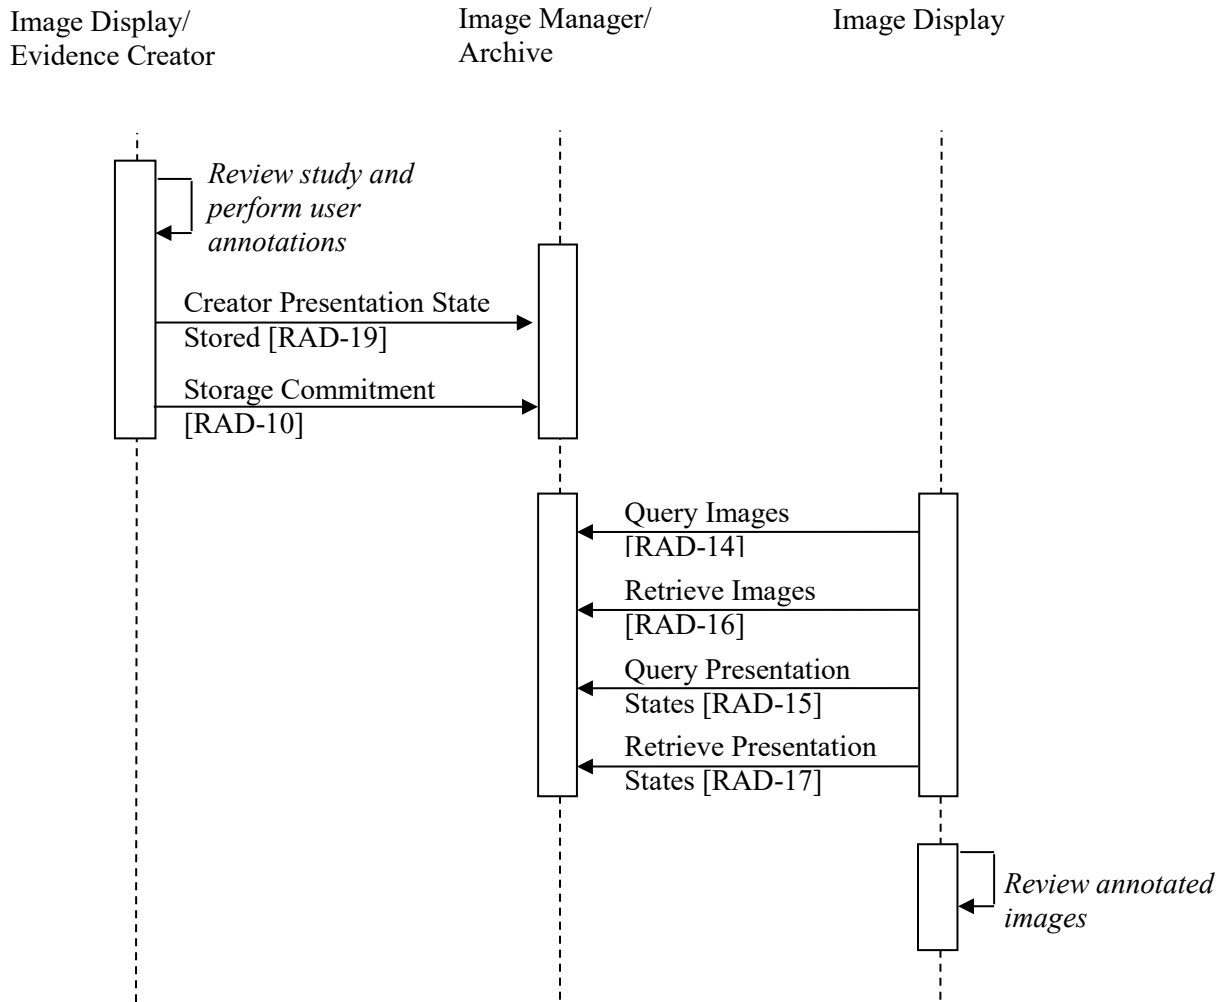 Image Display/
Evidence Creator
Image Manager/
Archive
Image Display
Review study and
perform user
annotations
Creator Presentation State
Stored [RAD-19]
Storage Commitment
[RAD-10]
Query Images
[RAD-14]
Retrieve Images
[RAD-16]
Query Presentation
States [RAD-15]
Retrieve Presentation
States [RAD-17]
Review annotated
images